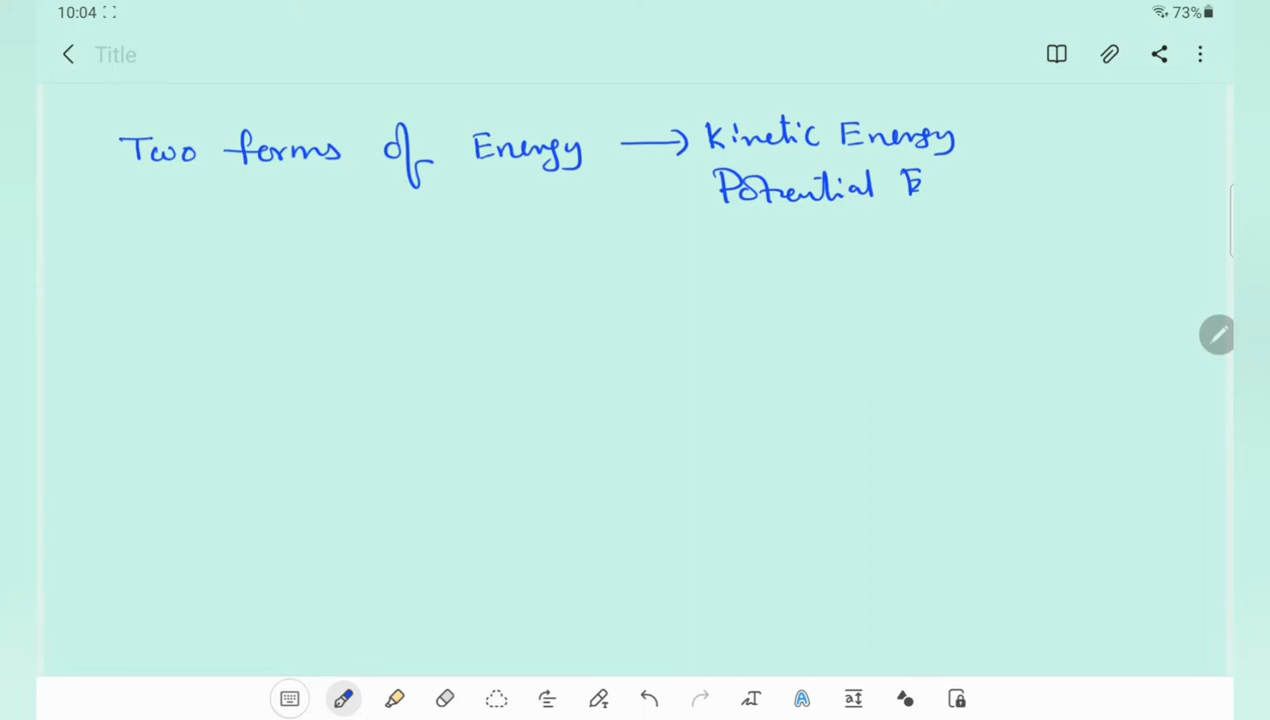 10:04
73%
Title
Two forms of Energy → Kinetic Energy
Potential E